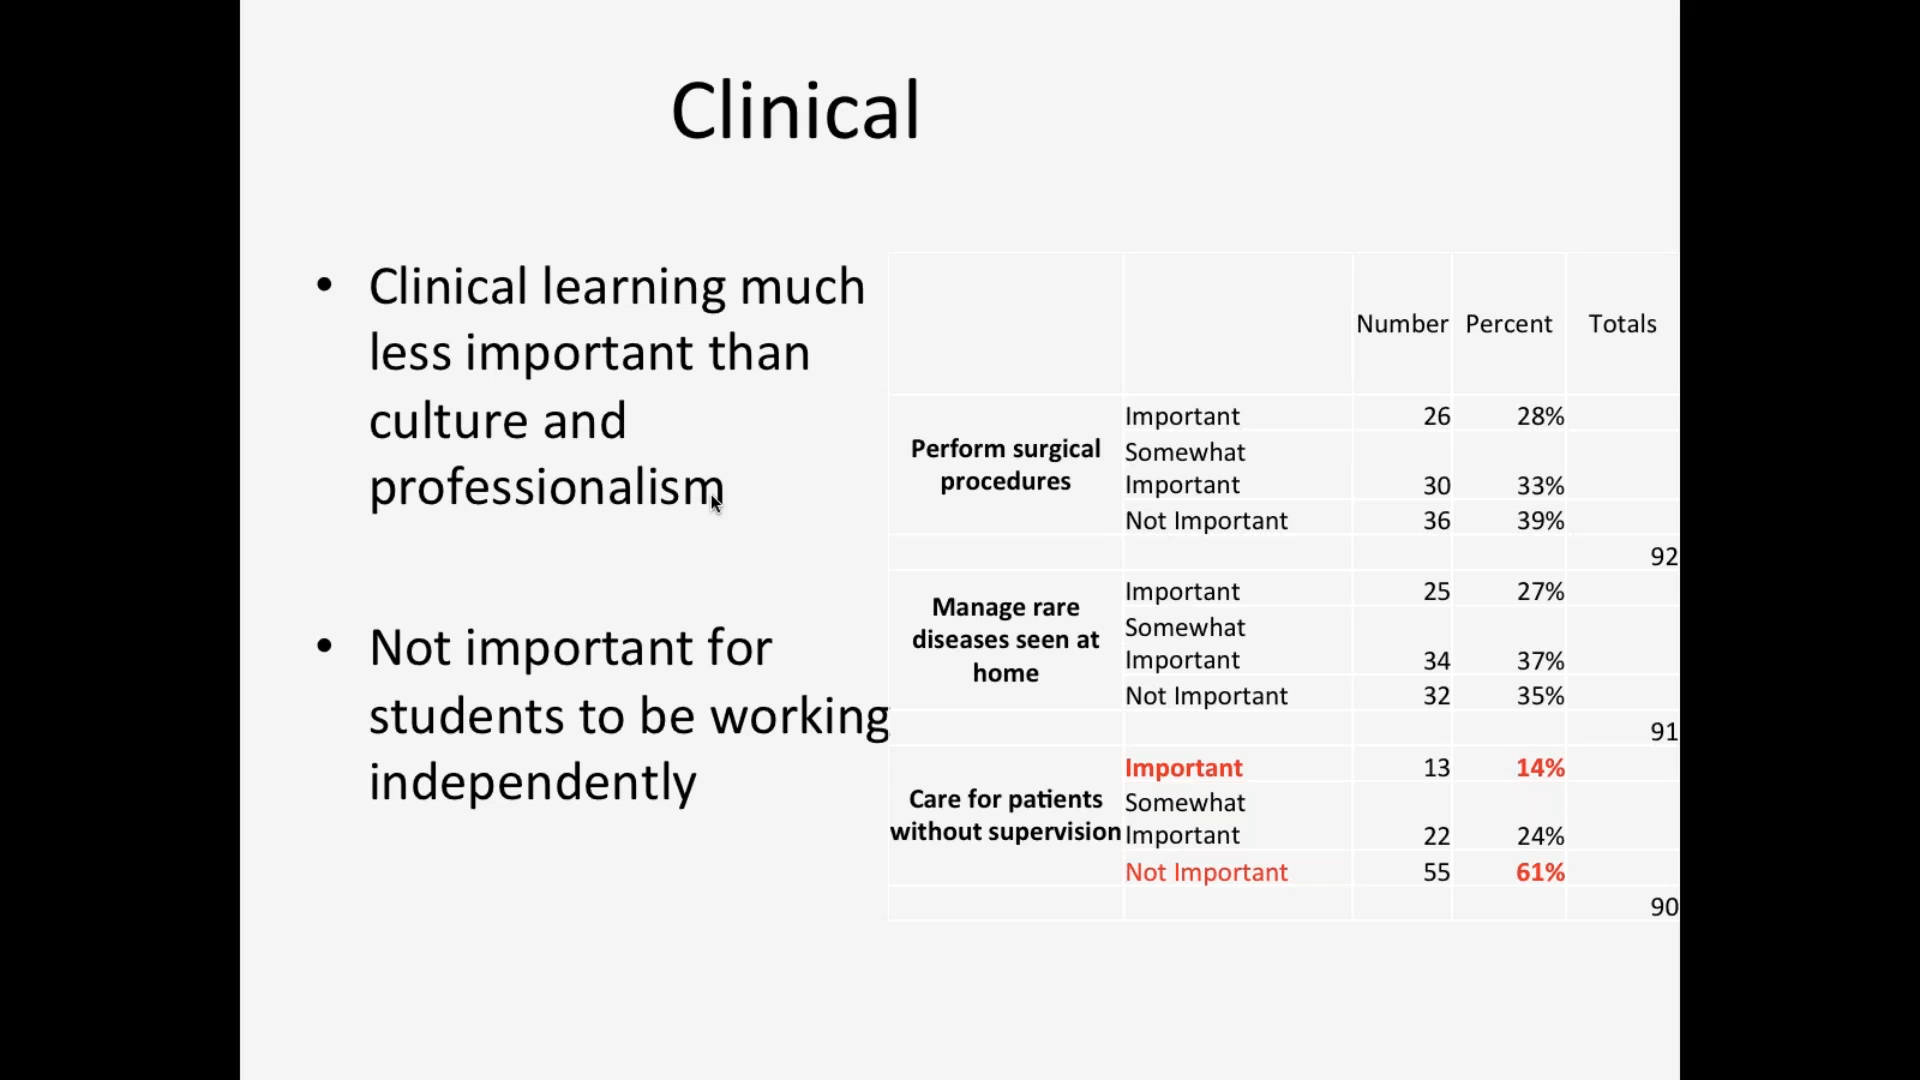 Clinical
• Clinical learning much
less important than
culture and
professionalism
• Not important for
students to be working
independently
Number Percent Totals
Perform surgical
procedures
Important 26 28%
Somewhat
Important 30 33%
Not Important 36 39%
92
Manage rare
diseases seen at
home
Important 25 27%
Somewhat
Important 34 37%
Not Important 32 35%
91
Care for patients
without supervision
Important 13 14%
Somewhat
Important 22 24%
Not Important 55 61%
90